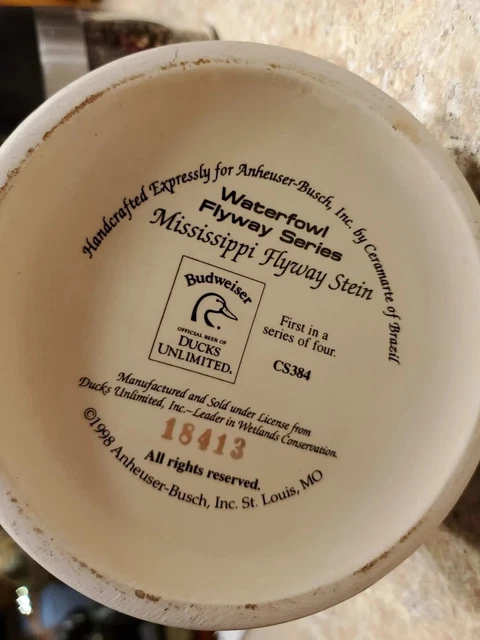 Handcrafted Expressly for Anheuser-Busch, Inc. by Ceramarte of Brazil
Waterfowl
Flyway Series
Mississippi Flyway Stein
Budweiser
OFFICIAL BEER OF
DUCKS
UNLIMITED.
First in a
series of four.
CS384
Manufactured and Sold under License from
Ducks Unlimited, Inc.–Leader in Wetlands Conservation.
18413
All rights reserved.
©1998 Anheuser-Busch, Inc. St. Louis, MO